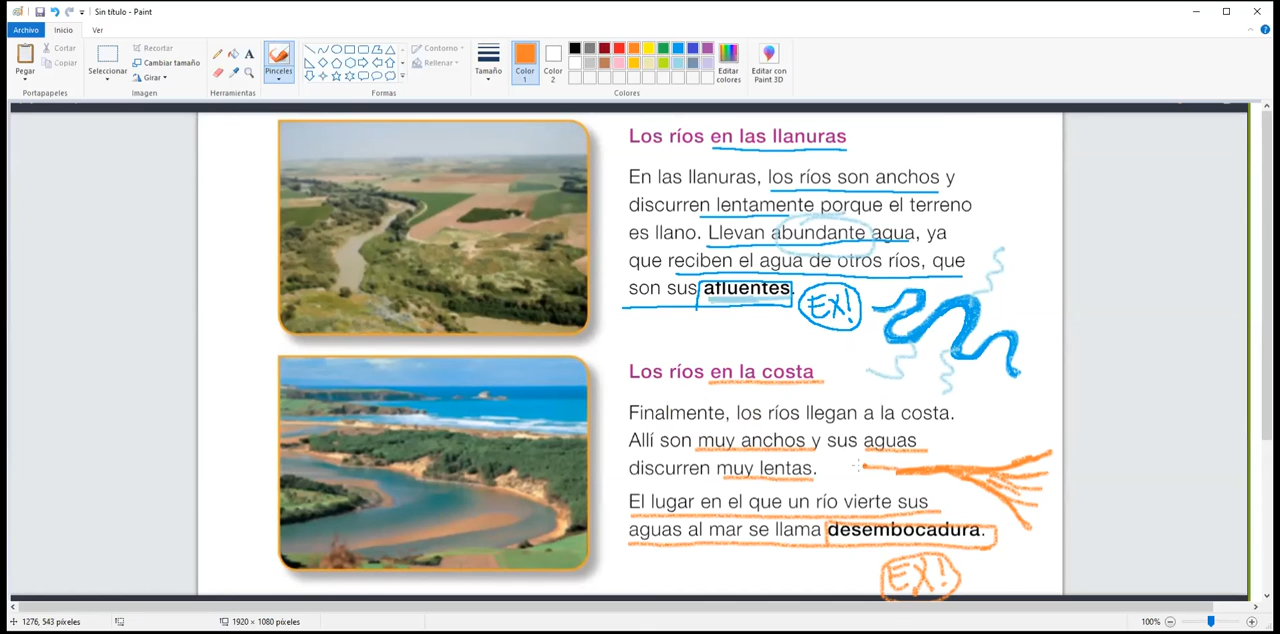 Sin título - Paint
Archivo Inicio Ver
Pegar Cortar Copiar Seleccionar Recortar Cambiar tamaño Girar Pinceles Contorno Rellenar Tamaño Color 1 Color 2 Editar colores Editar con Paint 3D
Portapapeles Imagen Herramientas Formas Colores
Los ríos en las llanuras
En las llanuras, los ríos son anchos y
discurren lentamente porque el terreno
es llano. Llevan abundante agua, ya
que reciben el agua de otros ríos, que
son sus afluentes.
EX!
Los ríos en la costa
Finalmente, los ríos llegan a la costa.
Allí son muy anchos y sus aguas
discurren muy lentas.
El lugar en el que un río vierte sus
aguas al mar se llama desembocadura.
EX!
1276, 543 píxeles 1920 × 1080 píxeles 100%